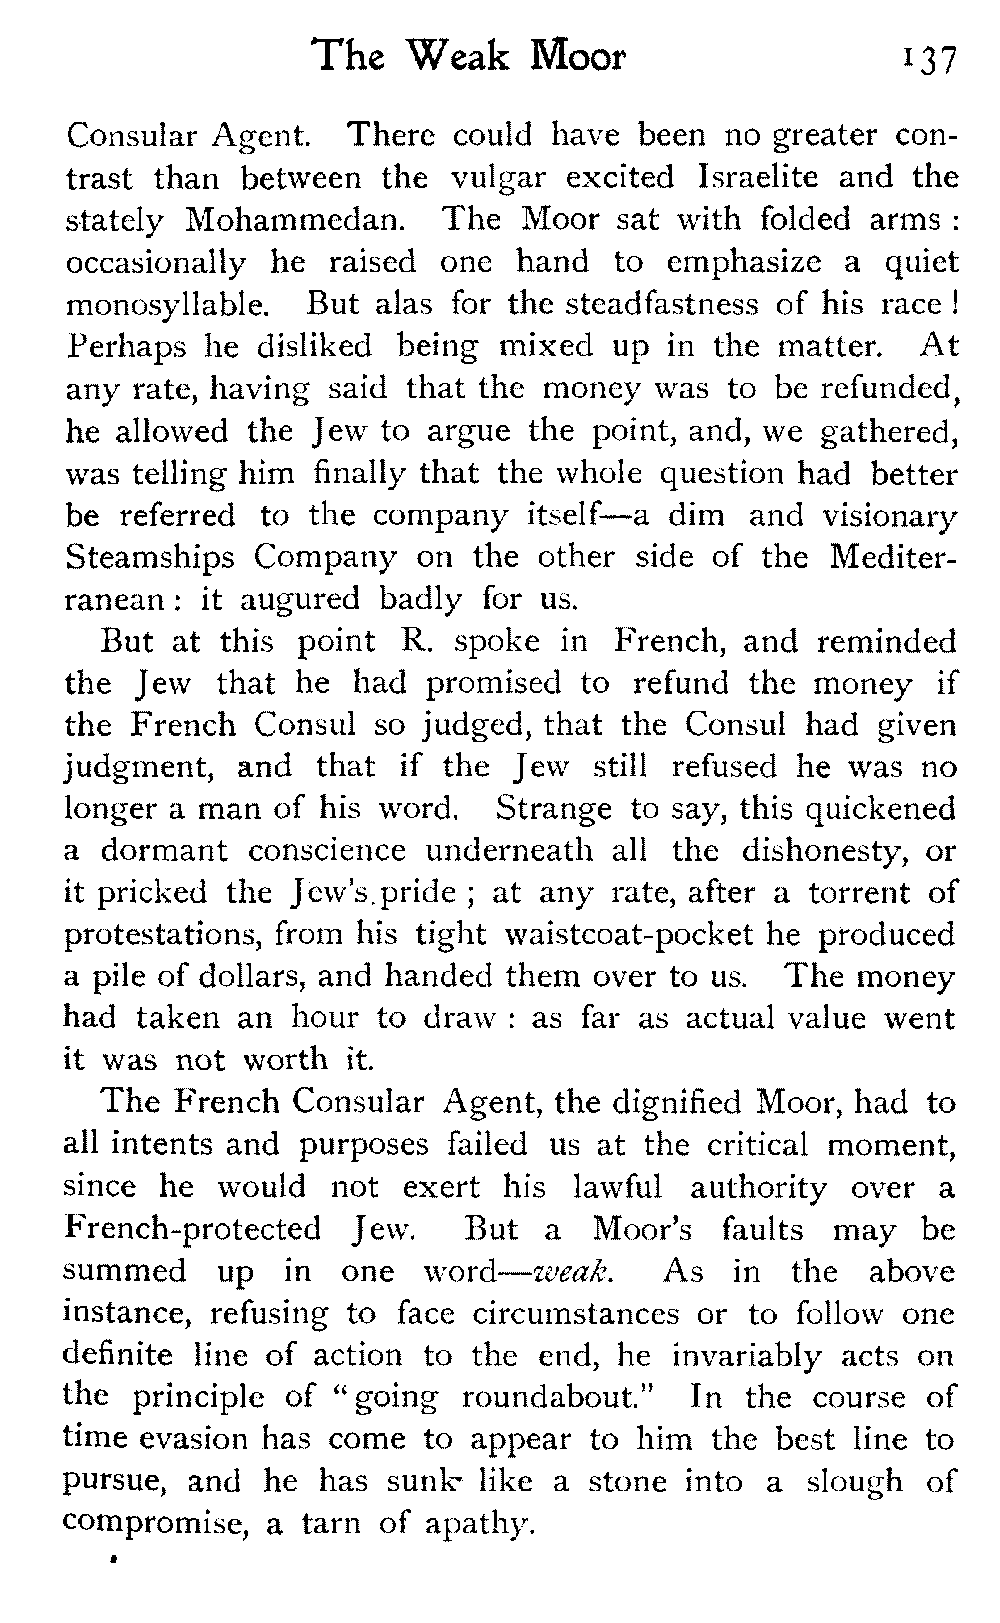 The Weak Moor 137
Consular Agent. There could have been no greater con-
trast than between the vulgar excited Israelite and the
stately Mohammedan. The Moor sat with folded arms :
occasionally he raised one hand to emphasize a quiet
monosyllable. But alas for the steadfastness of his race !
Perhaps he disliked being mixed up in the matter. At
any rate, having said that the money was to be refunded,
he allowed the Jew to argue the point, and, we gathered,
was telling him finally that the whole question had better
be referred to the company itself—a dim and visionary
Steamships Company on the other side of the Mediter-
ranean : it augured badly for us.
But at this point R. spoke in French, and reminded
the Jew that he had promised to refund the money if
the French Consul so judged, that the Consul had given
judgment, and that if the Jew still refused he was no
longer a man of his word. Strange to say, this quickened
a dormant conscience underneath all the dishonesty, or
it pricked the Jew's pride ; at any rate, after a torrent of
protestations, from his tight waistcoat-pocket he produced
a pile of dollars, and handed them over to us. The money
had taken an hour to draw : as far as actual value went
it was not worth it.
The French Consular Agent, the dignified Moor, had to
all intents and purposes failed us at the critical moment,
since he would not exert his lawful authority over a
French-protected Jew. But a Moor's faults may be
summed up in one word—weak. As in the above
instance, refusing to face circumstances or to follow one
definite line of action to the end, he invariably acts on
the principle of "going roundabout." In the course of
time evasion has come to appear to him the best line to
pursue, and he has sunk like a stone into a slough of
compromise, a tarn of apathy.